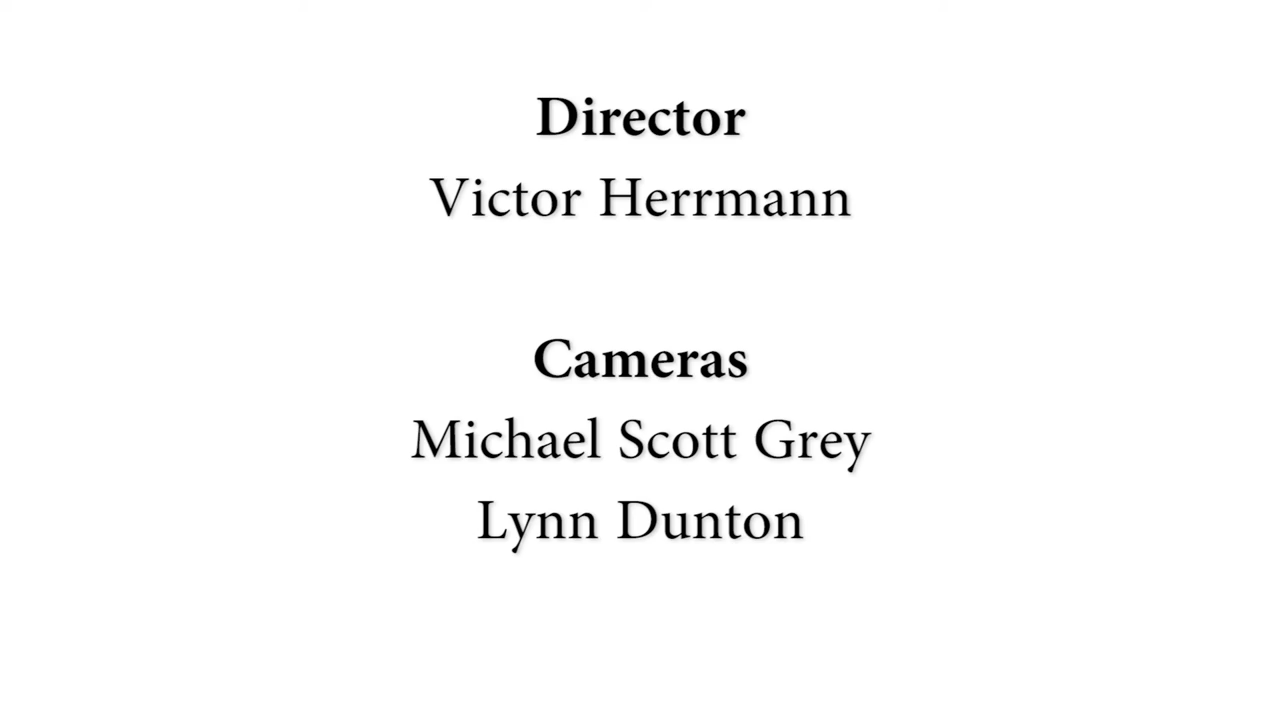 Director
Victor Herrmann
Cameras
Michael Scott Grey
Lynn Dunton